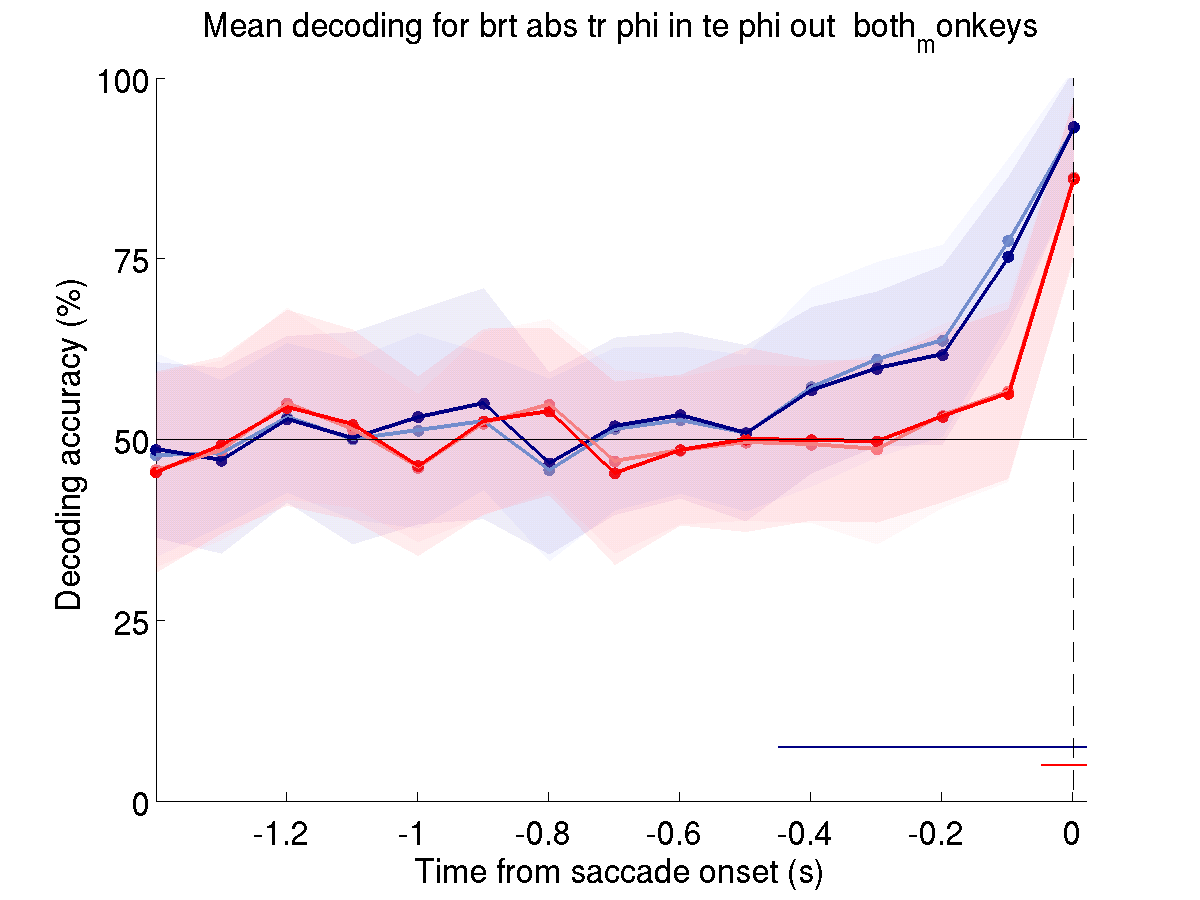 Mean decoding for brt abs tr phi in te phi out  both_monkeys
100
75
50
25
0
Decoding accuracy (%)
-1.2 -1 -0.8 -0.6 -0.4 -0.2 0
Time from saccade onset (s)